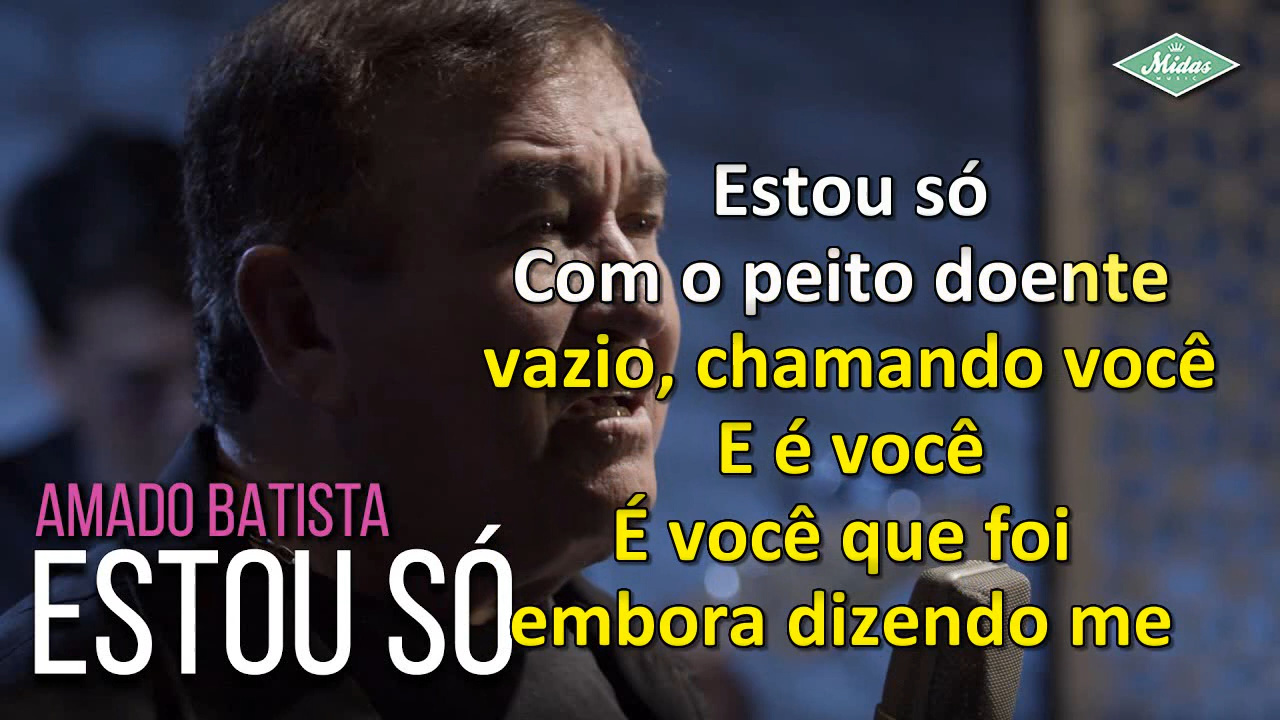 Midas
MUSIC
Estou só
Com o peito doente
vazio, chamando você
E é você
É você que foi
embora dizendo me
AMADO BATISTA
ESTOU SÓ